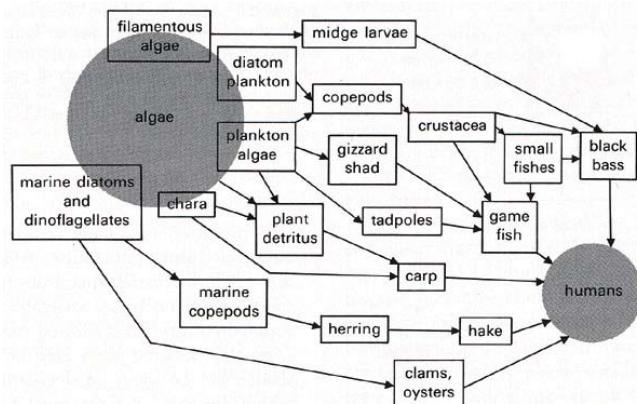 filamentous
algae
midge larvae
diatom
plankton
algae
copepods
crustacea
plankton
algae
gizzard
shad
small
fishes
black
bass
marine diatoms
and
dinoflagellates
chara
plant
detritus
tadpoles
game
fish
carp
humans
marine
copepods
herring
hake
clams,
oysters